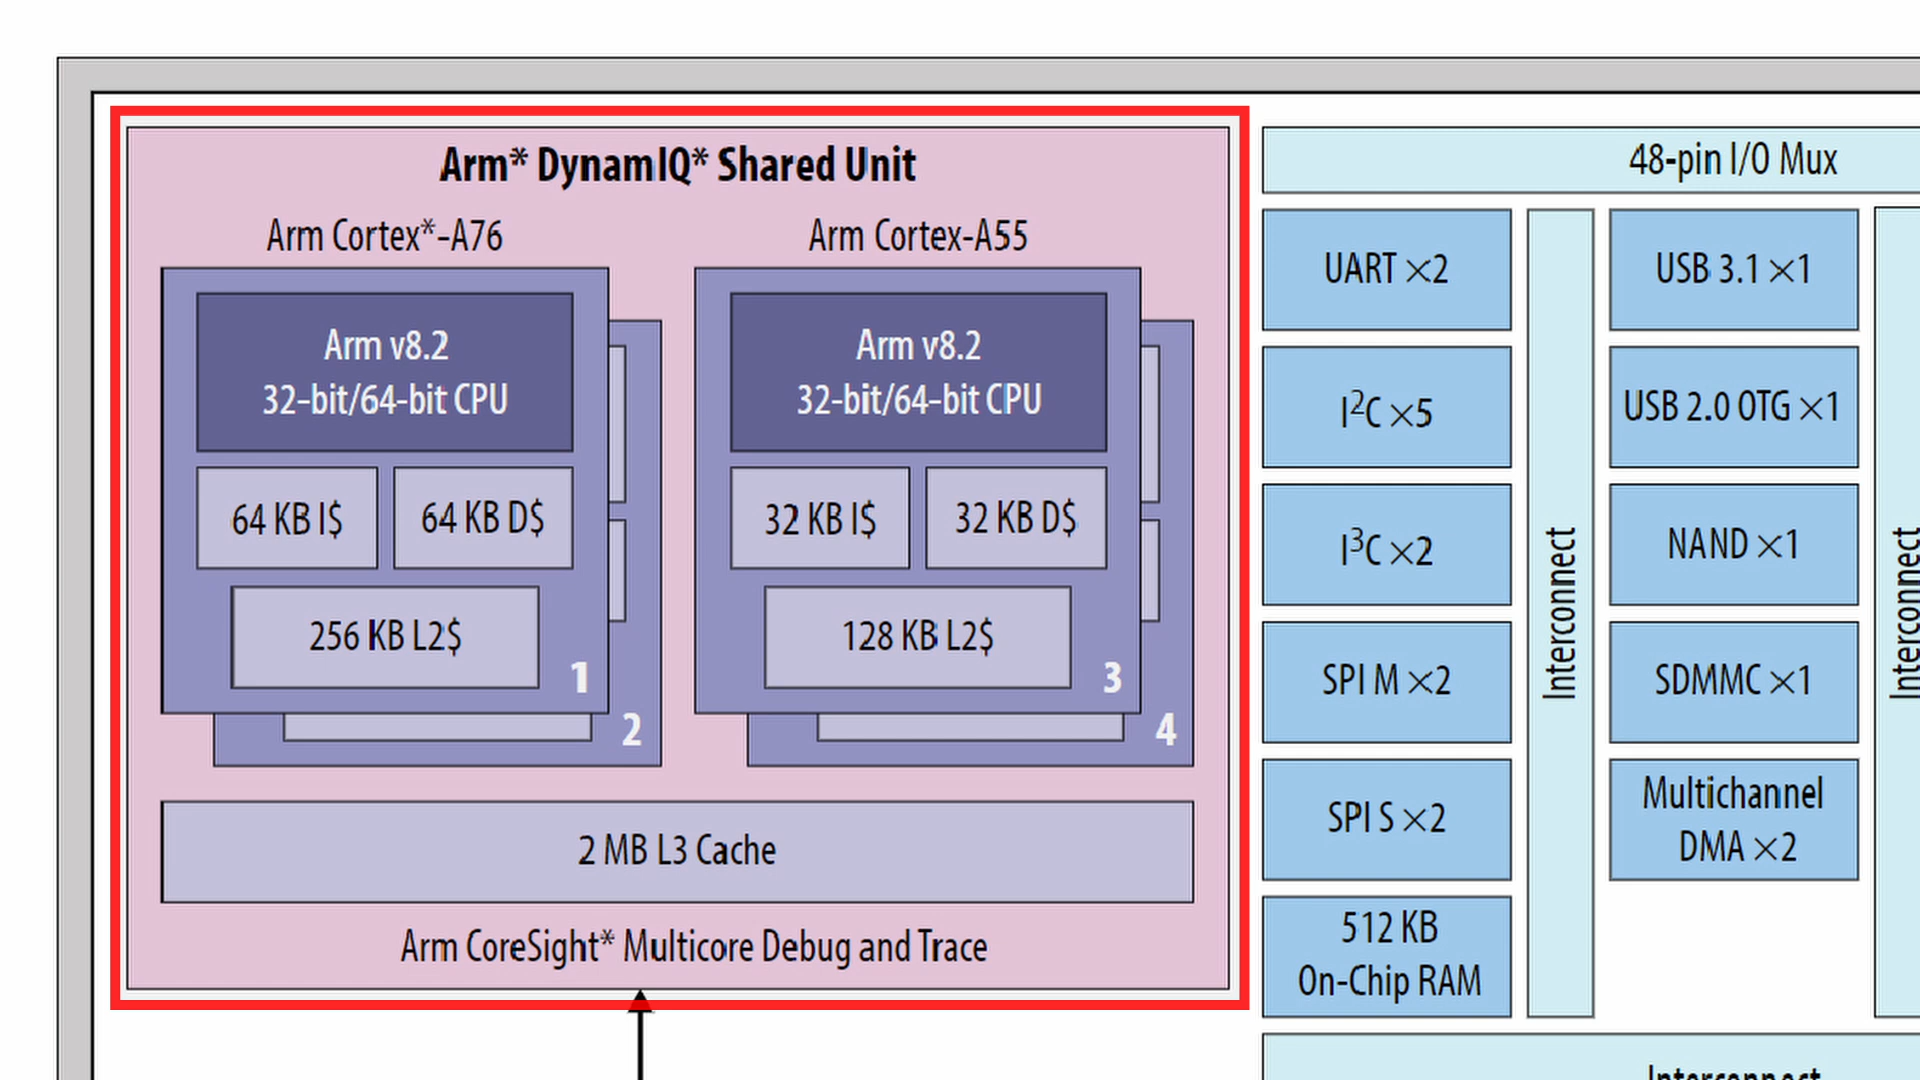 Arm* DynamIQ* Shared Unit
Arm Cortex*-A76
Arm v8.2
32-bit/64-bit CPU
64 KB I$
64 KB D$
256 KB L2$
1
2
Arm Cortex-A55
Arm v8.2
32-bit/64-bit CPU
32 KB I$
32 KB D$
128 KB L2$
3
4
2 MB L3 Cache
Arm CoreSight* Multicore Debug and Trace
48-pin I/O Mux
UART ×2
I²C ×5
I³C ×2
SPI M ×2
SPI S ×2
512 KB
On-Chip RAM
Interconnect
USB 3.1 ×1
USB 2.0 OTG ×1
NAND ×1
SDMMC ×1
Multichannel
DMA ×2
Interconnect
Interconnect